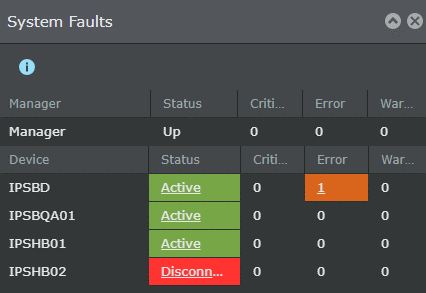 System Faults
Manager Status Criti... Error War...
Manager Up 0 0 0
Device Status Criti... Error War...
IPSBD Active 0 1 0
IPSBQA01 Active 0 0 0
IPSHB01 Active 0 0 0
IPSHB02 Disconn... 0 0 0